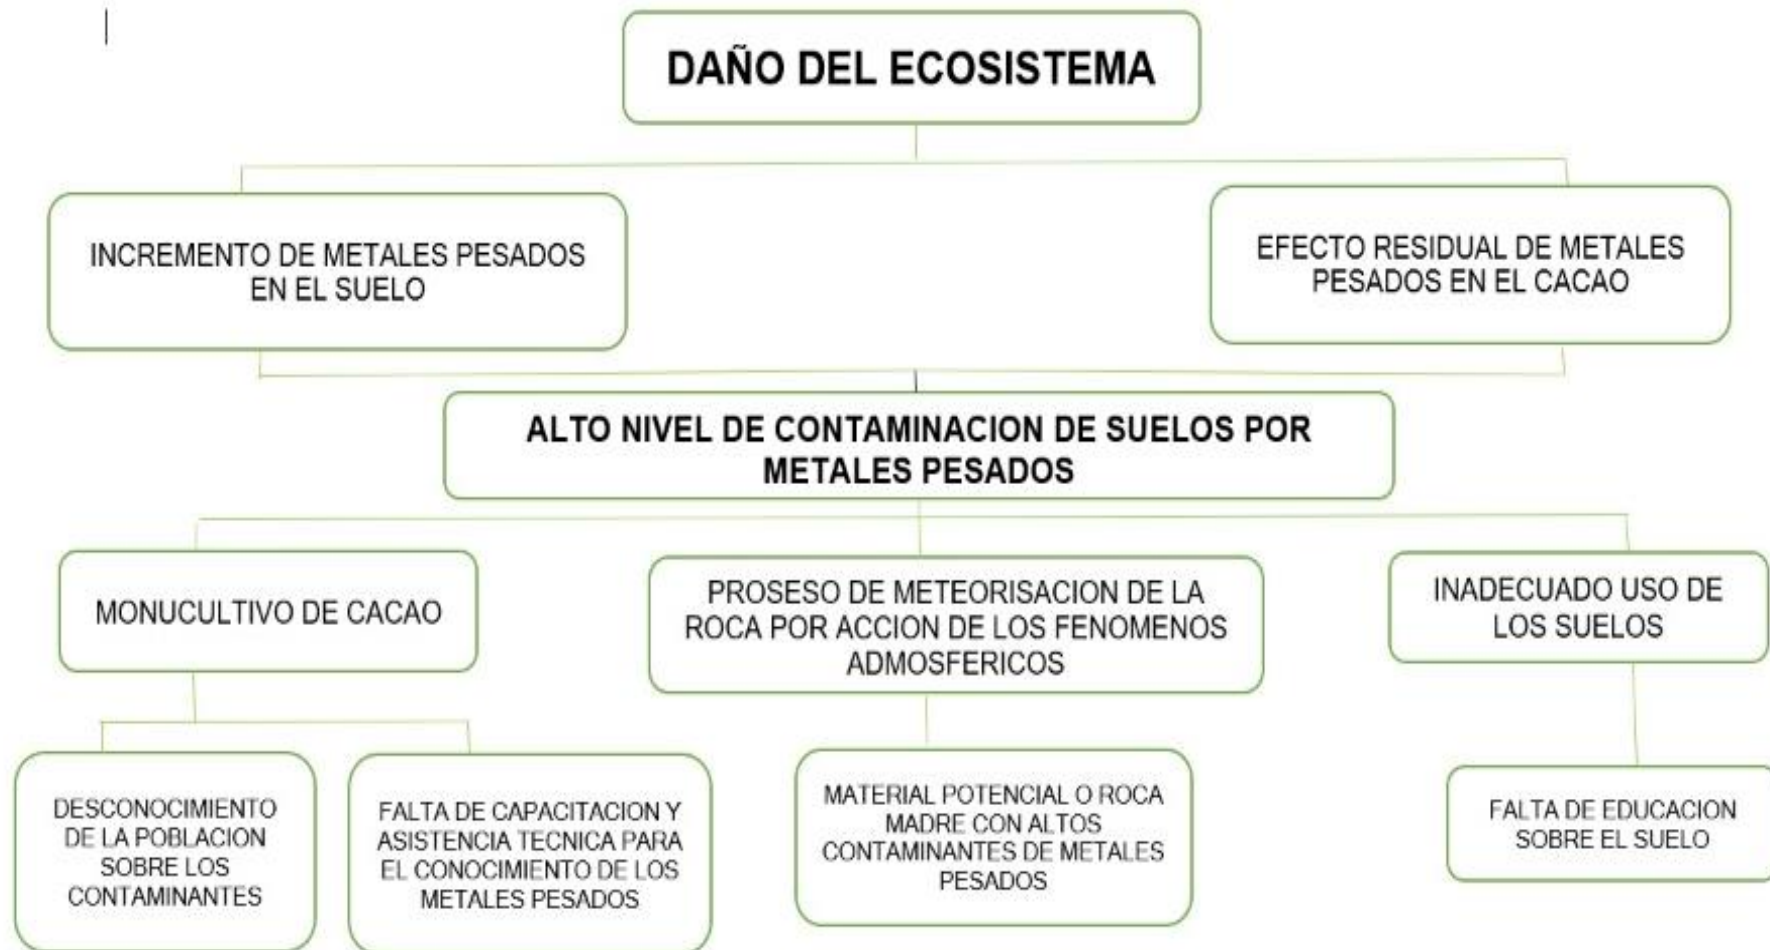 DAÑO DEL ECOSISTEMA
INCREMENTO DE METALES PESADOS
EN EL SUELO
EFECTO RESIDUAL DE METALES
PESADOS EN EL CACAO
ALTO NIVEL DE CONTAMINACION DE SUELOS POR
METALES PESADOS
MONUCULTIVO DE CACAO
PROSESO DE METEORISACION DE LA
ROCA POR ACCION DE LOS FENOMENOS
ADMOSFERICOS
INADECUADO USO DE
LOS SUELOS
DESCONOCIMIENTO
DE LA POBLACION
SOBRE LOS
CONTAMINANTES
FALTA DE CAPACITACION Y
ASISTENCIA TECNICA PARA
EL CONOCIMIENTO DE LOS
METALES PESADOS
MATERIAL POTENCIAL O ROCA
MADRE CON ALTOS
CONTAMINANTES DE METALES
PESADOS
FALTA DE EDUCACION
SOBRE EL SUELO